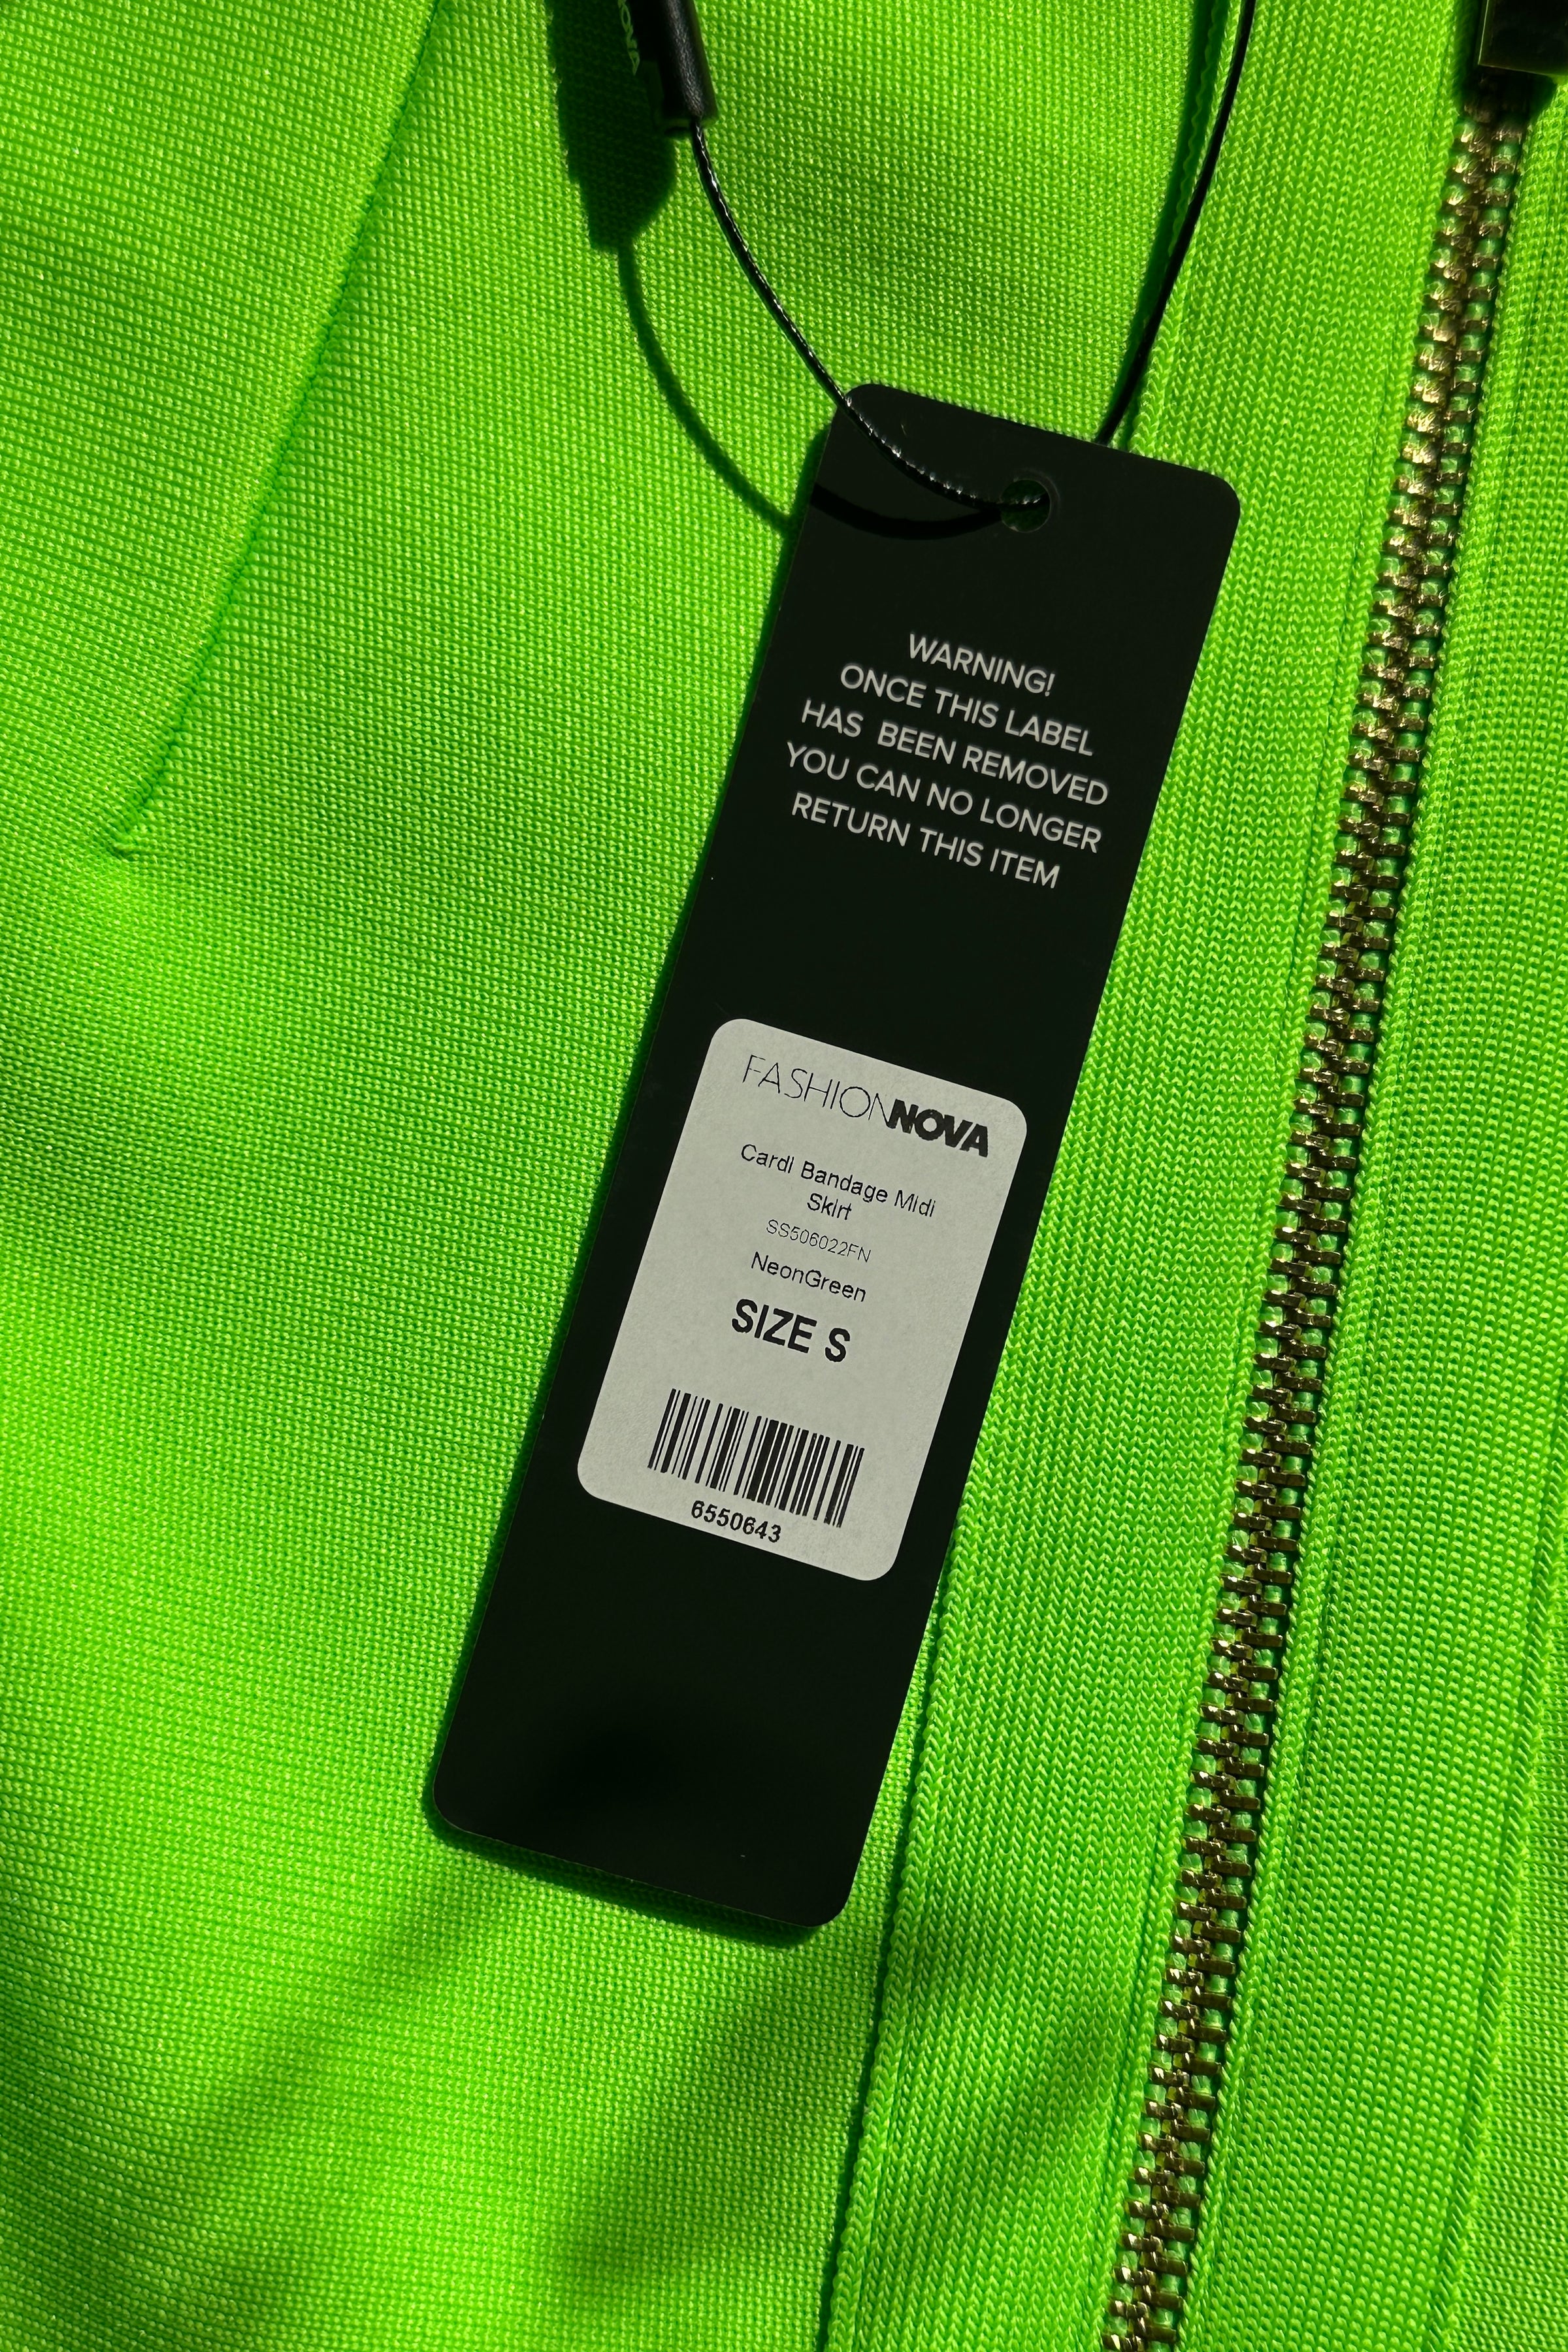 WARNING!
ONCE THIS LABEL
HAS BEEN REMOVED
YOU CAN NO LONGER
RETURN THIS ITEM
FASHIONNOVA
Cardi Bandage Midi
Skirt
SS506022FN
NeonGreen
SIZE S
6550643